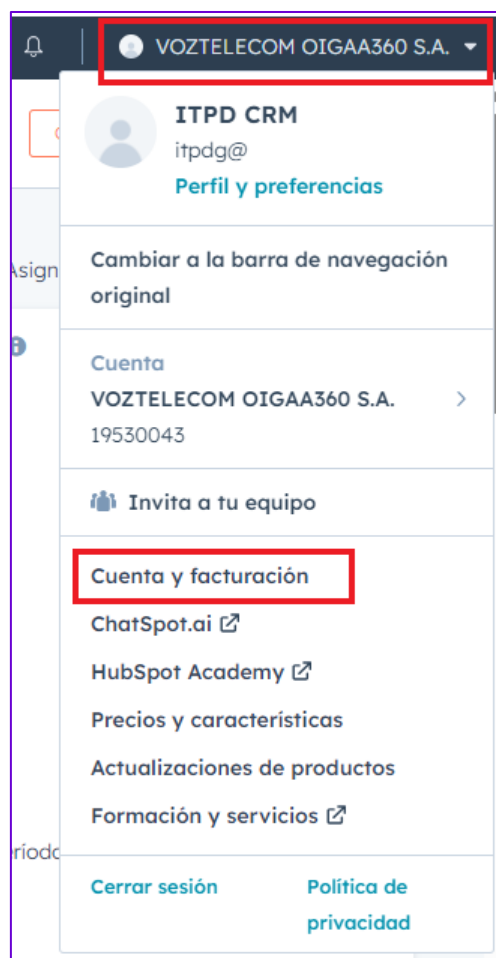 VOZTELECOM OIGAA360 S.A.
ITPD CRM
itpdg@
Perfil y preferencias
Asign
Cambiar a la barra de navegación
original
Cuenta
VOZTELECOM OIGAA360 S.A.
19530043
Invita a tu equipo
Cuenta y facturación
ChatSpot.ai
HubSpot Academy
Precios y características
Actualizaciones de productos
Formación y servicios
ríodo
Cerrar sesión
Política de
privacidad